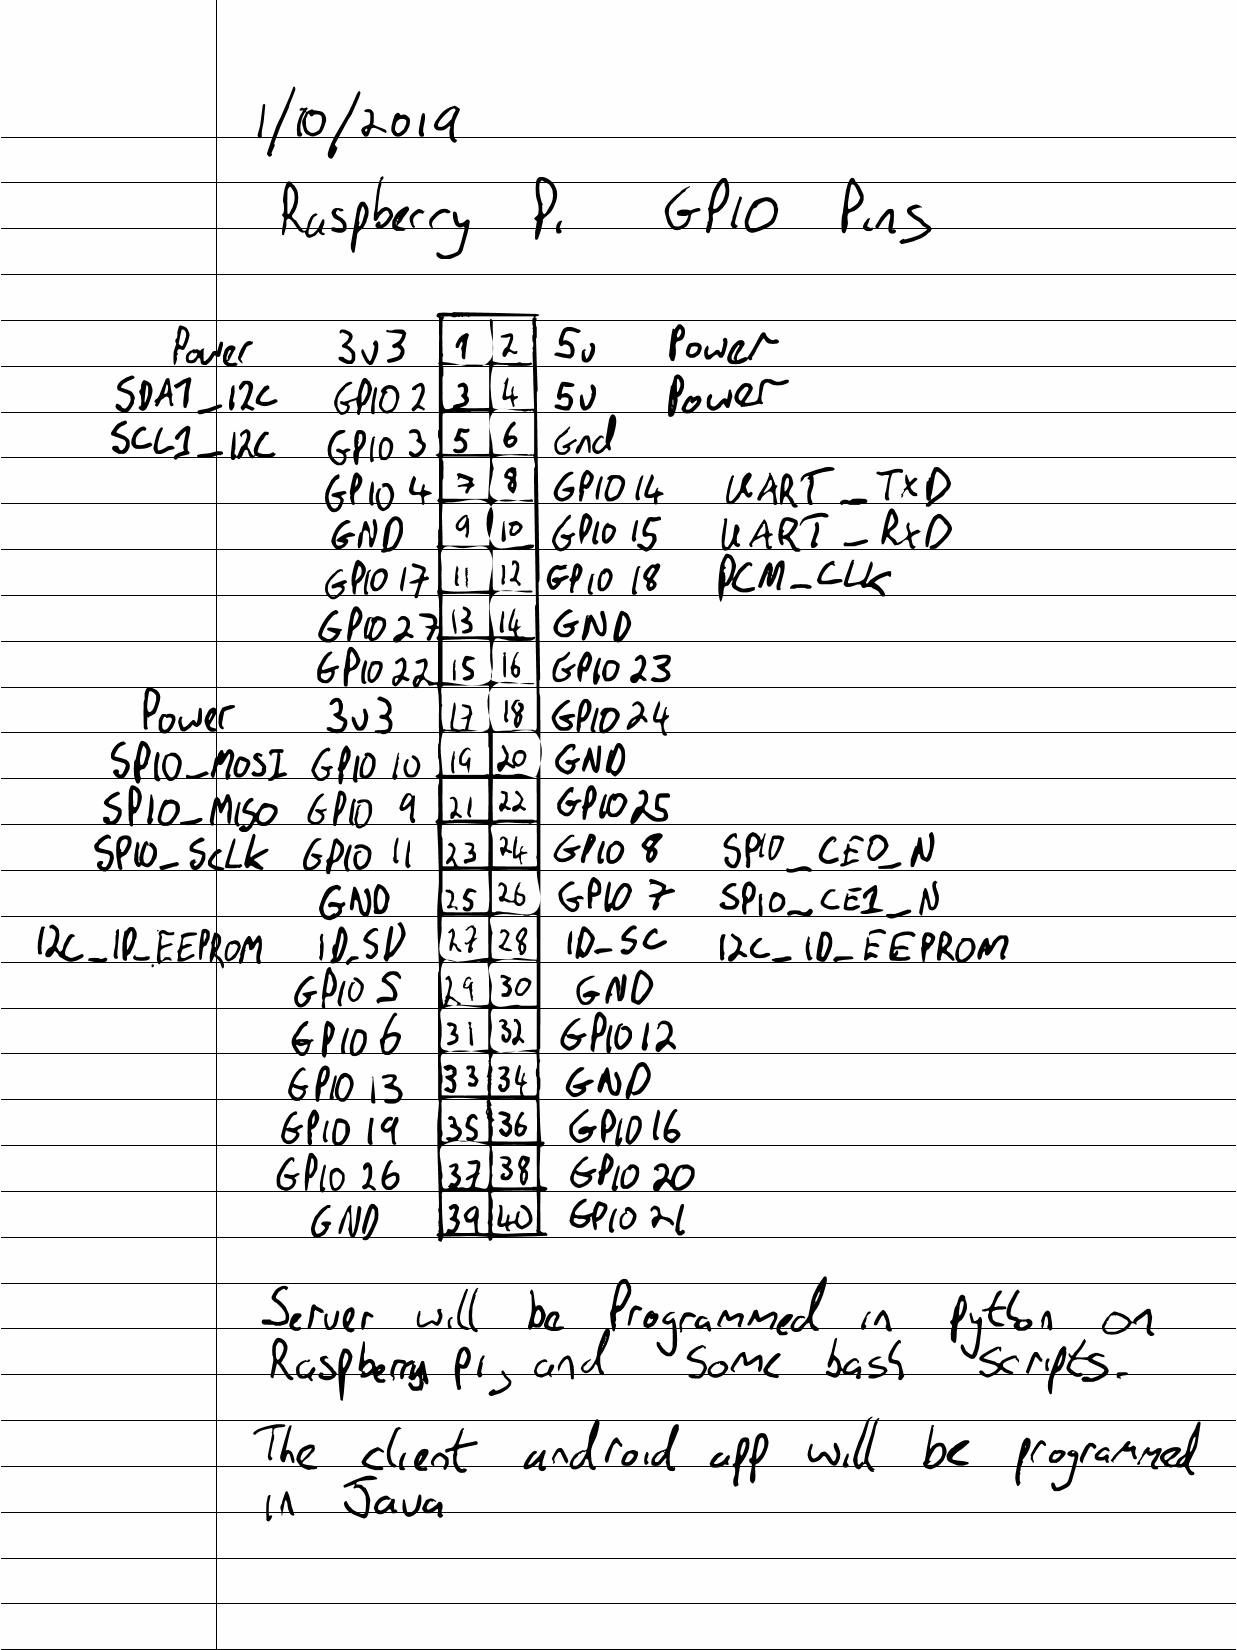 1/10/2019
Raspberry Pi GPIO Pins
Power 3v3 1 2 5v Power
SDA1_I2C GPIO 2 3 4 5v Power
SCL1_I2C GPIO 3 5 6 Gnd
GPIO 4 7 8 GPIO 14 UART_TXD
GND 9 10 GPIO 15 UART_RXD
GPIO 17 11 12 GPIO 18 PCM_CLK
GPIO 27 13 14 GND
GPIO 22 15 16 GPIO 23
Power 3v3 17 18 GPIO 24
SPI0_MOSI GPIO 10 19 20 GND
SPI0_MISO GPIO 9 21 22 GPIO 25
SPI0_SCLK GPIO 11 23 24 GPIO 8 SPI0_CE0_N
GND 25 26 GPIO 7 SPI0_CE1_N
I2C_ID_EEPROM ID_SD 27 28 ID_SC I2C_ID_EEPROM
GPIO 5 29 30 GND
GPIO 6 31 32 GPIO 12
GPIO 13 33 34 GND
GPIO 19 35 36 GPIO 16
GPIO 26 37 38 GPIO 20
GND 39 40 GPIO 21
Server will be Programmed in python on
Raspberry pi, and some bash scripts.
The client android app will be programmed
in Java